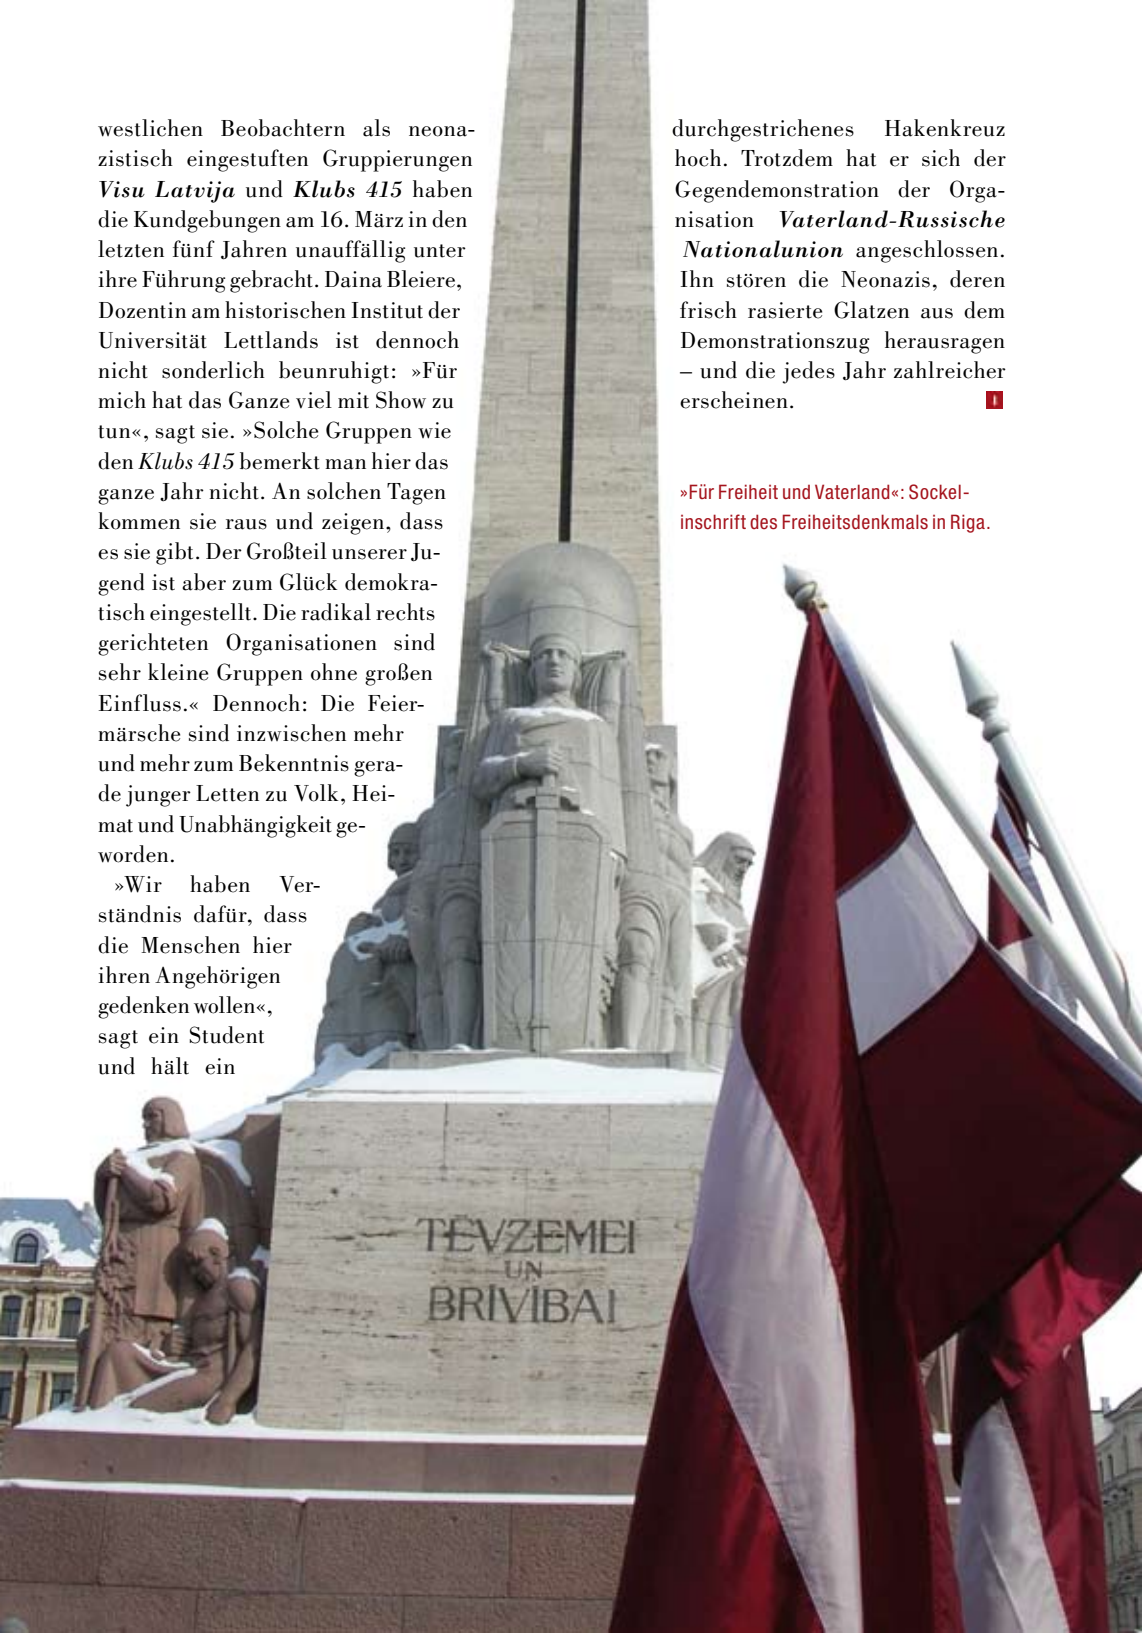 westlichen Beobachtern als neona-
zistisch eingestuften Gruppierungen
Visu Latvija und Klubs 415 haben
die Kundgebungen am 16. März in den
letzten fünf Jahren unauffällig unter
ihre Führung gebracht. Daina Bleiere,
Dozentin am historischen Institut der
Universität Lettlands ist dennoch
nicht sonderlich beunruhigt: »Für
mich hat das Ganze viel mit Show zu
tun«, sagt sie. »Solche Gruppen wie
den Klubs 415 bemerkt man hier das
ganze Jahr nicht. An solchen Tagen
kommen sie raus und zeigen, dass
es sie gibt. Der Großteil unserer Ju-
gend ist aber zum Glück demokra-
tisch eingestellt. Die radikal rechts
gerichteten Organisationen sind
sehr kleine Gruppen ohne großen
Einfluss.« Dennoch: Die Feier-
märsche sind inzwischen mehr
und mehr zum Bekenntnis gera-
de junger Letten zu Volk, Hei-
mat und Unabhängigkeit ge-
worden.
»Wir haben Ver-
ständnis dafür, dass
die Menschen hier
ihren Angehörigen
gedenken wollen«,
sagt ein Student
und hält ein
durchgestrichenes Hakenkreuz
hoch. Trotzdem hat er sich der
Gegendemonstration der Orga-
nisation Vaterland-Russische
Nationalunion angeschlossen.
Ihn stören die Neonazis, deren
frisch rasierte Glatzen aus dem
Demonstrationszug herausragen
– und die jedes Jahr zahlreicher
erscheinen.
»Für Freiheit und Vaterland«: Sockel-
inschrift des Freiheitsdenkmals in Riga.
TĒVZEMEI
UN
BRĪVĪBAI